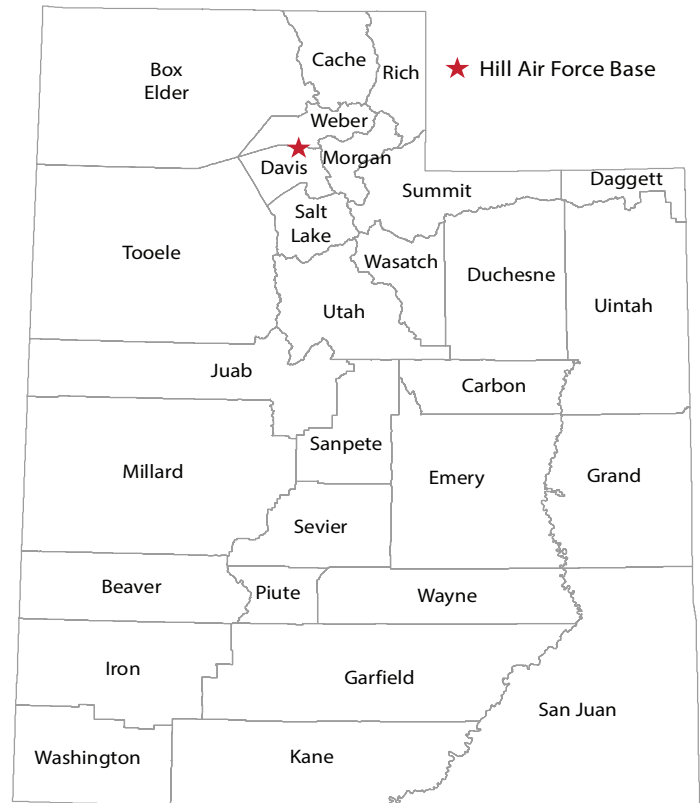 Box
Elder
Cache
Rich
Hill Air Force Base
Weber
Davis
Morgan
Summit
Daggett
Salt
Lake
Tooele
Wasatch
Duchesne
Uintah
Utah
Juab
Carbon
Sanpete
Millard
Emery
Grand
Sevier
Beaver
Piute
Wayne
Iron
Garfield
San Juan
Washington
Kane